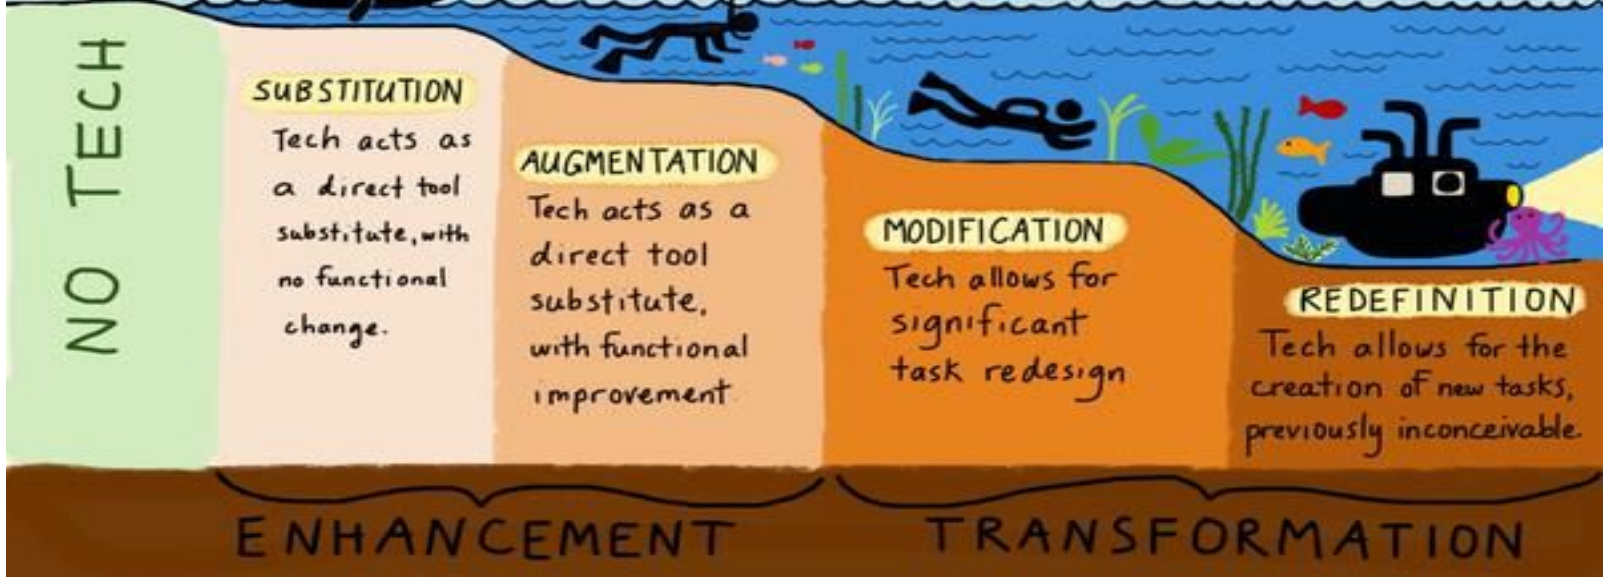 NO TECH
SUBSTITUTION
Tech acts as
a direct tool
substitute, with
no functional
change.
AUGMENTATION
Tech acts as a
direct tool
substitute,
with functional
improvement
MODIFICATION
Tech allows for
significant
task redesign
REDEFINITION
Tech allows for the
creation of new tasks,
previously inconceivable.
ENHANCEMENT
TRANSFORMATION